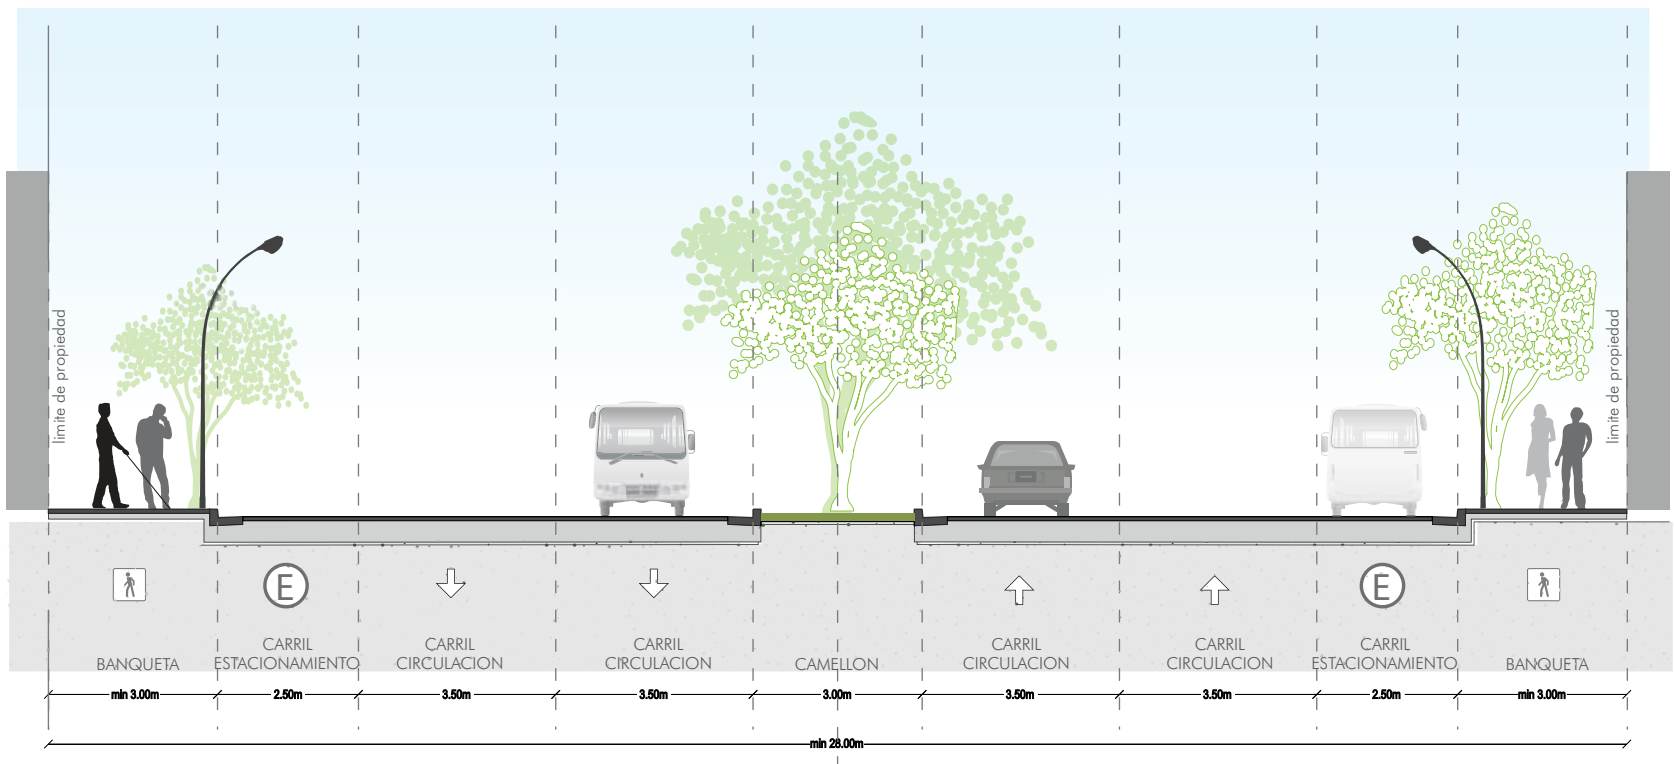 límite de propiedad
límite de propiedad
E
E
BANQUETA
CARRIL
ESTACIONAMIENTO
CARRIL
CIRCULACION
CARRIL
CIRCULACION
CAMELLON
CARRIL
CIRCULACION
CARRIL
CIRCULACION
CARRIL
ESTACIONAMIENTO
BANQUETA
min 3.00m
2.50m
3.50m
3.50m
3.00m
3.50m
3.50m
2.50m
min 3.00m
min 28.00m